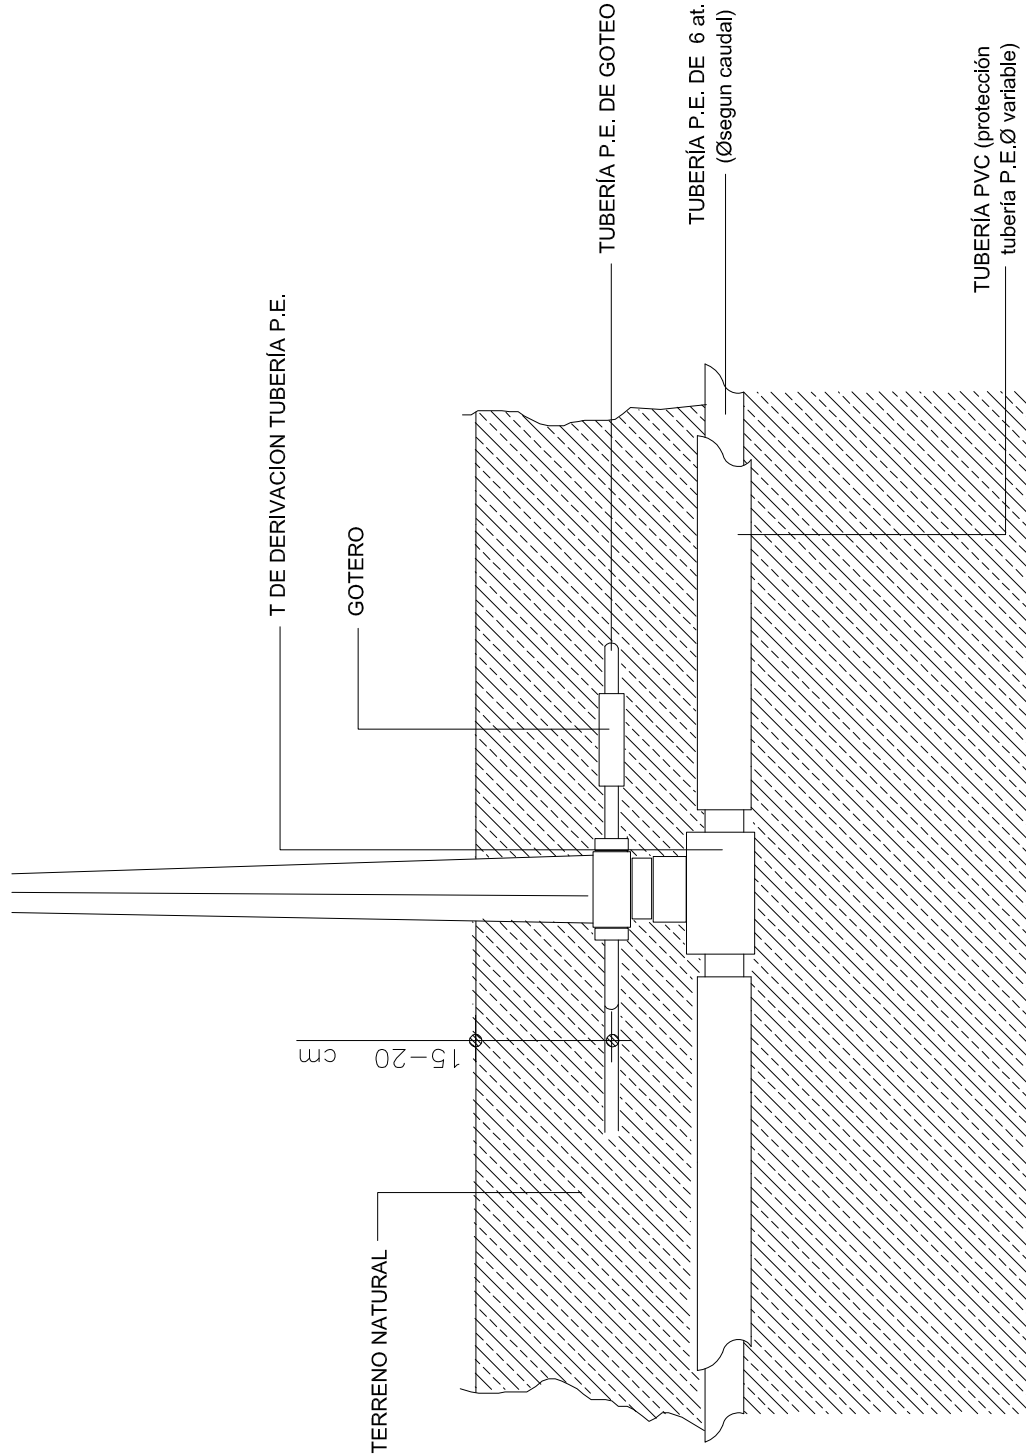 T DE DERIVACION TUBERÍA P.E.
GOTERO
TUBERÍA P.E. DE GOTEO
TUBERÍA P.E. DE 6 at.
(Øsegun caudal)
TUBERÍA PVC (protección
tubería P.E.Ø variable)
15-20 cm
TERRENO NATURAL